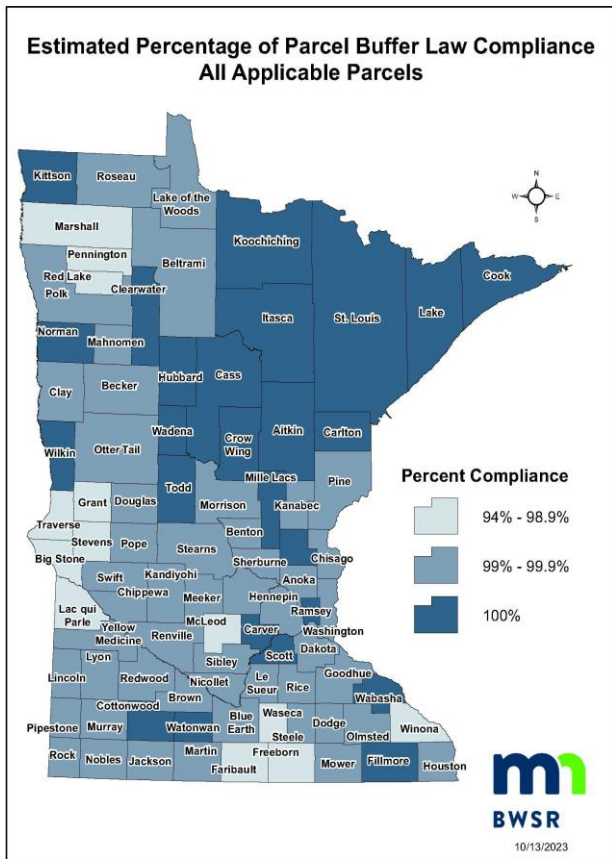 Estimated Percentage of Parcel Buffer Law Compliance
All Applicable Parcels
N
W E
S
Kittson
Roseau
Lake of the
Woods
Marshall
Koochiching
Pennington
Beltrami
Cook
Red Lake
Clearwater
Polk
Itasca
St. Louis
Lake
Norman
Mahnomen
Hubbard
Cass
Clay
Becker
Wadena
Aitkin
Carlton
Crow
Wing
Wilkin
Otter Tail
Mille Lacs
Pine
Todd
Kanabec
Grant
Douglas
Morrison
Percent Compliance
94% - 98.9%
Traverse
Stevens
Pope
Stearns
Benton
Big Stone
Sherburne
Chisago
99% - 99.9%
Swift
Kandiyohi
Anoka
Chippewa
Meeker
Hennepin
Lac qui
Parle
McLeod
Ramsey
100%
Yellow
Medicine
Renville
Carver
Washington
Scott
Dakota
Lyon
Sibley
Lincoln
Redwood
Nicollet
Le
Sueur
Rice
Goodhue
Brown
Wabasha
Cottonwood
Blue
Earth
Waseca
Pipestone
Murray
Watonwan
Steele
Dodge
Olmsted
Winona
Rock
Nobles
Jackson
Martin
Faribault
Freeborn
Mower
Fillmore
Houston
mn
BWSR
10/13/2023